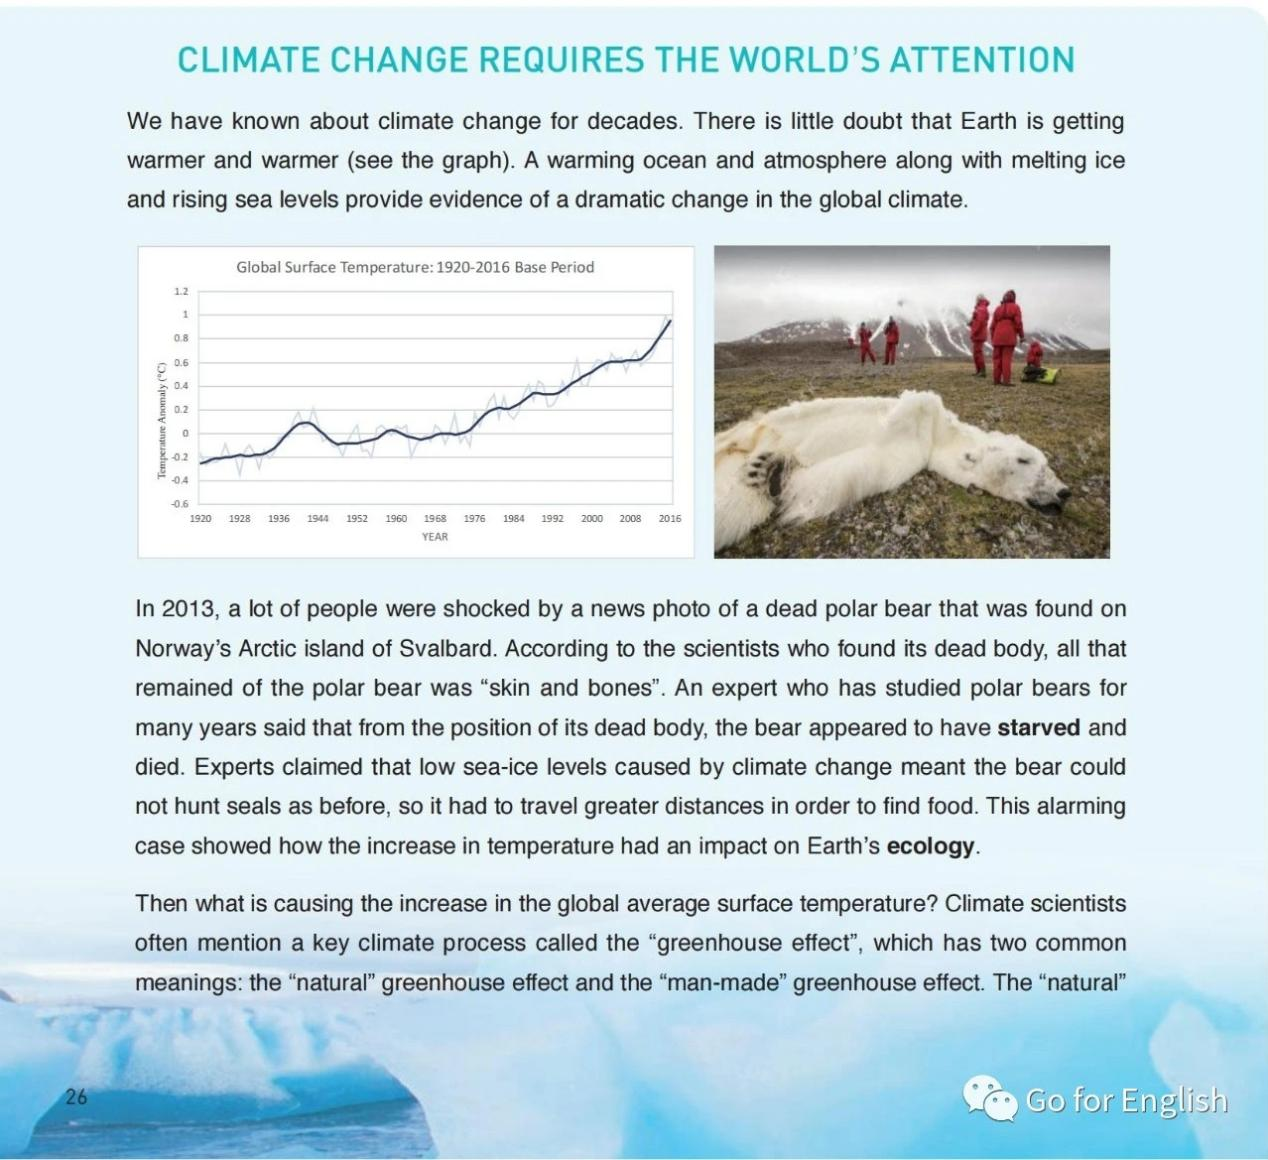 CLIMATE CHANGE REQUIRES THE WORLD'S ATTENTION
We have known about climate change for decades. There is little doubt that Earth is getting
warmer and warmer (see the graph). A warming ocean and atmosphere along with melting ice
and rising sea levels provide evidence of a dramatic change in the global climate.
Global Surface Temperature: 1920-2016 Base Period
Temperature Anomaly (°C)
1.2
1
0.8
0.6
0.4
0.2
0
-0.2
-0.4
-0.6
1920 1928 1936 1944 1952 1960 1968 1976 1984 1992 2000 2008 2016
YEAR
In 2013, a lot of people were shocked by a news photo of a dead polar bear that was found on
Norway's Arctic island of Svalbard. According to the scientists who found its dead body, all that
remained of the polar bear was “skin and bones”. An expert who has studied polar bears for
many years said that from the position of its dead body, the bear appeared to have starved and
died. Experts claimed that low sea-ice levels caused by climate change meant the bear could
not hunt seals as before, so it had to travel greater distances in order to find food. This alarming
case showed how the increase in temperature had an impact on Earth's ecology.
Then what is causing the increase in the global average surface temperature? Climate scientists
often mention a key climate process called the “greenhouse effect”, which has two common
meanings: the “natural” greenhouse effect and the “man-made” greenhouse effect. The “natural”
26
Go for English